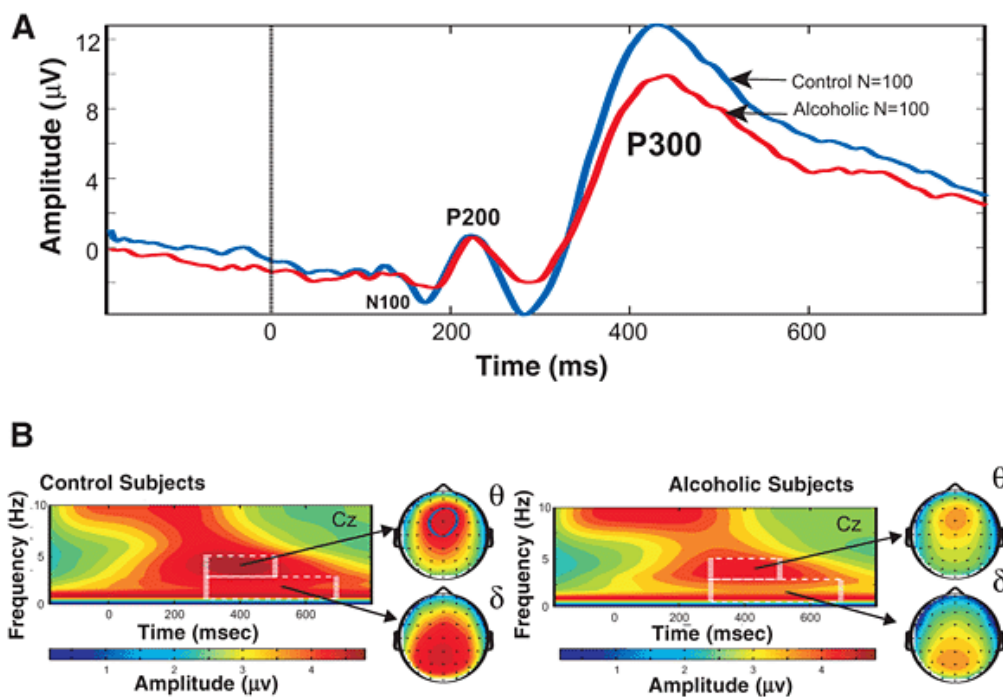 A
Amplitude (μV)
12
8
4
0
Control N=100
Alcoholic N=100
P300
P200
N100
0 200 400 600
Time (ms)
B
Control Subjects
Frequency (Hz)
.10
5
0
Cz
0 200 400 600
Time (msec)
1 2 3 4
Amplitude (μv)
θ
δ
Alcoholic Subjects
Frequency (Hz)
10
5
0
Cz
0 200 400 600
Time (msec)
1 2 3 4
Amplitude (μv)
θ
δ